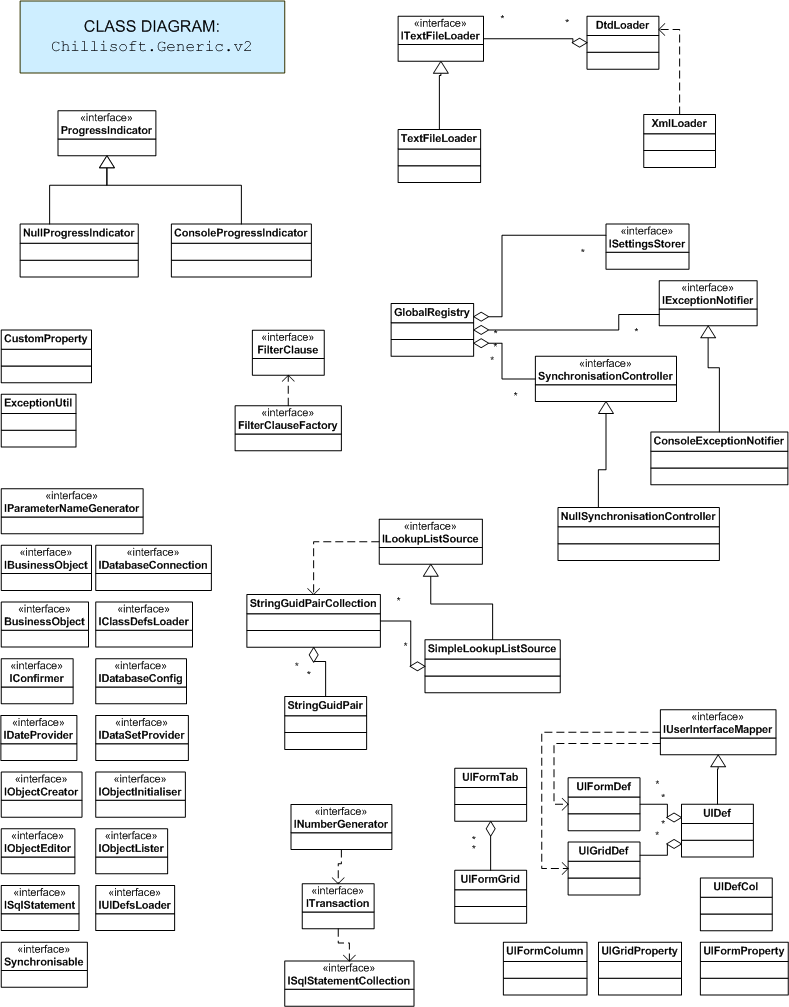 CLASS DIAGRAM:
Chillisoft.Generic.v2
«interface»
ITextFileLoader
*
*
DtdLoader
TextFileLoader
XmlLoader
«interface»
ProgressIndicator
NullProgressIndicator
ConsoleProgressIndicator
«interface»
ISettingsStorer
*
«interface»
IExceptionNotifier
*
GlobalRegistry
*
*
«interface»
SynchronisationController
*
ConsoleExceptionNotifier
NullSynchronisationController
CustomProperty
ExceptionUtil
«interface»
FilterClause
«interface»
FilterClauseFactory
«interface»
IParameterNameGenerator
«interface»
IBusinessObject
«interface»
IDatabaseConnection
«interface»
BusinessObject
«interface»
IClassDefsLoader
«interface»
IConfirmer
«interface»
IDatabaseConfig
«interface»
IDateProvider
«interface»
IDataSetProvider
«interface»
IObjectCreator
«interface»
IObjectInitialiser
«interface»
IObjectEditor
«interface»
IObjectLister
«interface»
ISqlStatement
«interface»
IUIDefsLoader
«interface»
Synchronisable
«interface»
ILookupListSource
StringGuidPairCollection
*
*
SimpleLookupListSource
*
*
StringGuidPair
«interface»
INumberGenerator
«interface»
ITransaction
«interface»
ISqlStatementCollection
«interface»
IUserInterfaceMapper
UIFormTab
*
*
UIFormGrid
UIFormDef
*
*
UIDef
*
*
UIGridDef
UIDefCol
UIFormColumn
UIGridProperty
UIFormProperty